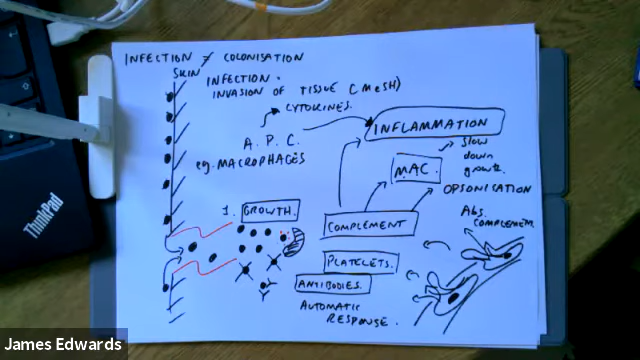 INFECTION ≠ COLONISATION
SKIN
INFECTION.
INVASION OF TISSUE (MeSH)
CYTOKINES.
A.P.C.
eg. MACROPHAGES
INFLAMMATION
MAC.
Slow
down
growth.
OPSONISATION
1. GROWTH.
COMPLEMENT
Abs.
COMPLEMENT.
PLATELETS.
ANTIBODIES.
AUTOMATIC
RESPONSE.
ThinkPad
James Edwards